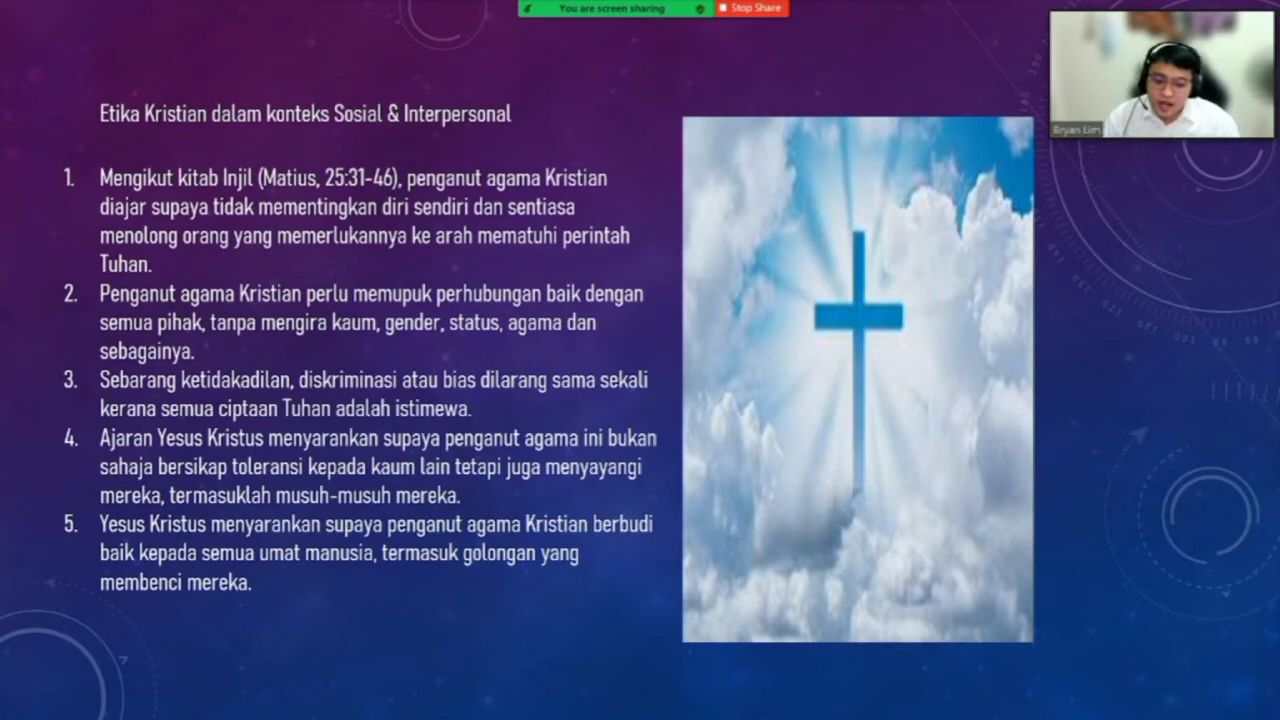 You are screen sharing
Stop Share
Etika Kristian dalam konteks Sosial & Interpersonal
1. Mengikut kitab Injil (Matius, 25:31-46), penganut agama Kristian
diajar supaya tidak mementingkan diri sendiri dan sentiasa
menolong orang yang memerlukannya ke arah mematuhi perintah
Tuhan.
2. Penganut agama Kristian perlu memupuk perhubungan baik dengan
semua pihak, tanpa mengira kaum, gender, status, agama dan
sebagainya.
3. Sebarang ketidakadilan, diskriminasi atau bias dilarang sama sekali
kerana semua ciptaan Tuhan adalah istimewa.
4. Ajaran Yesus Kristus menyarankan supaya penganut agama ini bukan
sahaja bersikap toleransi kepada kaum lain tetapi juga menyayangi
mereka, termasuklah musuh-musuh mereka.
5. Yesus Kristus menyarankan supaya penganut agama Kristian berbudi
baik kepada semua umat manusia, termasuk golongan yang
membenci mereka.
Bryan Lim